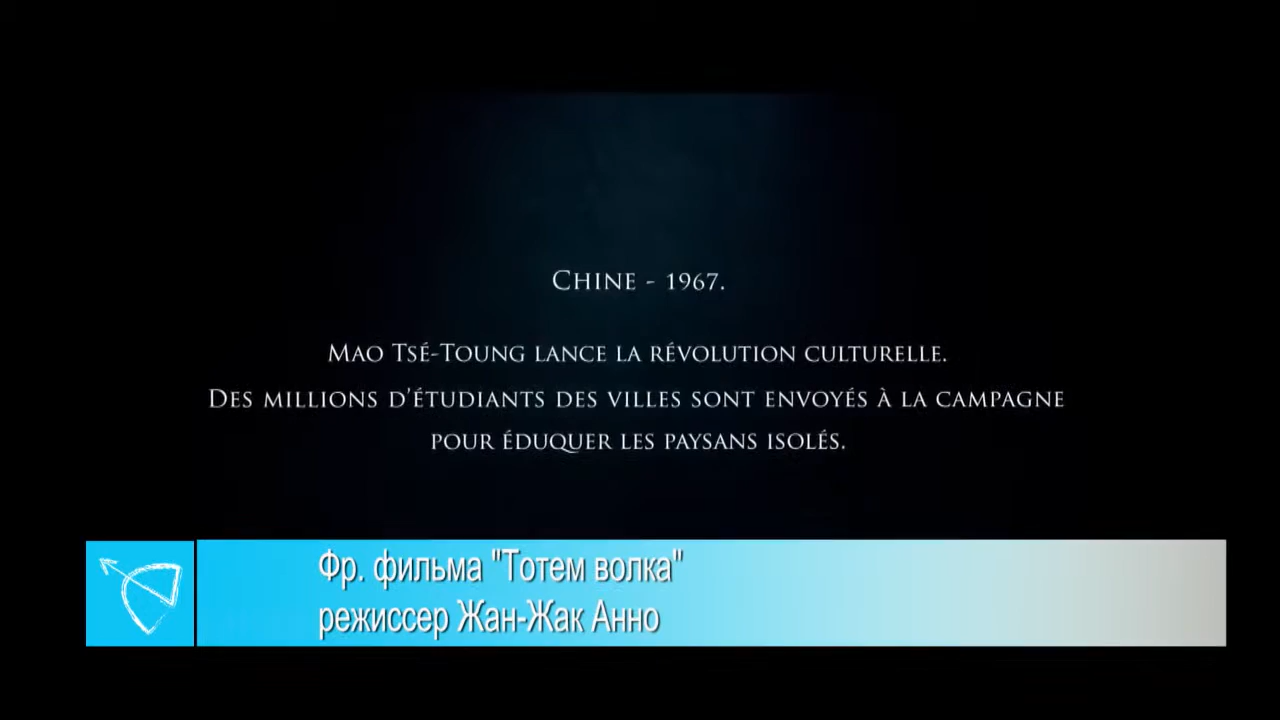 Chine - 1967.
Mao Tsé-Toung lance la révolution culturelle.
Des millions d'étudiants des villes sont envoyés à la campagne
pour éduquer les paysans isolés.
Фр. фильма "Тотем волка"
режиссер Жан-Жак Анно